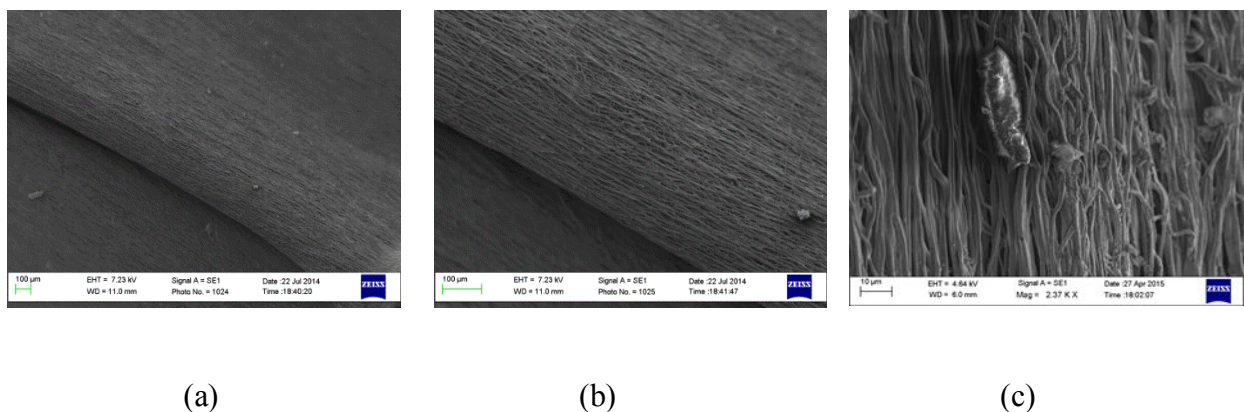 100 µm
EHT = 7.23 kV
Signal A = SE1
Date :22 Jul 2014
WD = 11.0 mm
Photo No. = 1024
Time :18:40:20
ZEISS
100 µm
EHT = 7.23 kV
Signal A = SE1
Date :22 Jul 2014
WD = 11.0 mm
Photo No. = 1025
Time :18:41:47
ZEISS
10 µm
EHT = 4.64 kV
Signal A = SE1
Date :27 Apr 2015
WD = 6.0 mm
Mag = 2.37 K X
Time :18:02:07
ZEISS
(a)
(b)
(c)